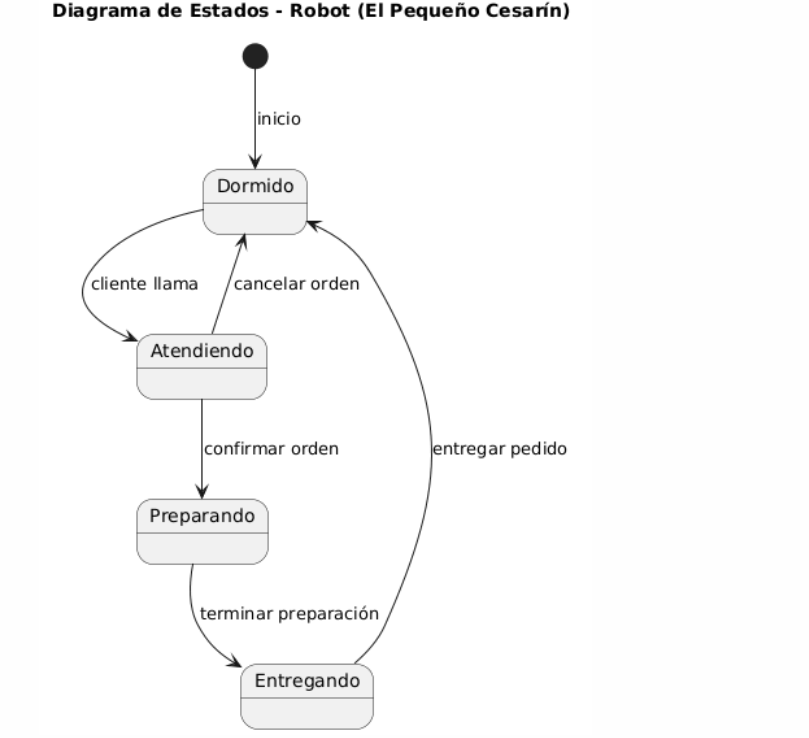 Diagrama de Estados - Robot (El Pequeño Cesarín)
inicio
Dormido
cliente llama
cancelar orden
Atendiendo
confirmar orden
entregar pedido
Preparando
terminar preparación
Entregando